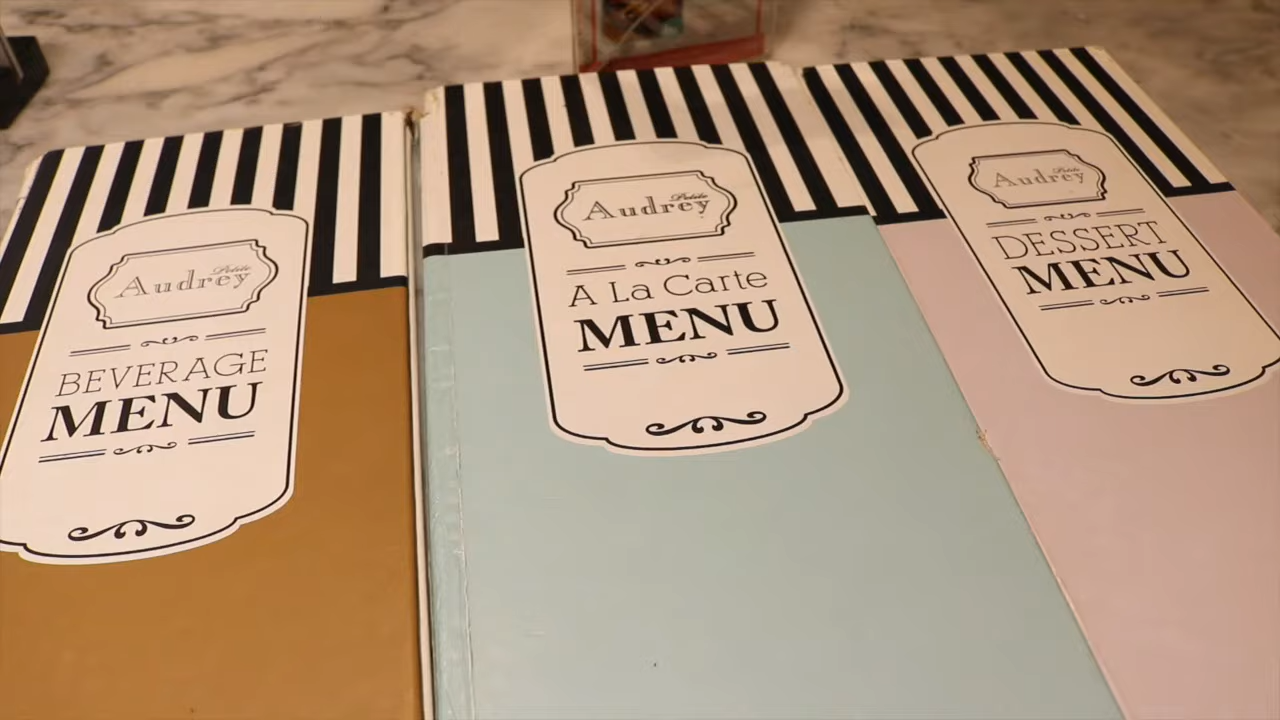 Petite
Audrey
BEVERAGE
MENU
Petite
Audrey
A La Carte
MENU
Petite
Audrey
DESSERT
MENU